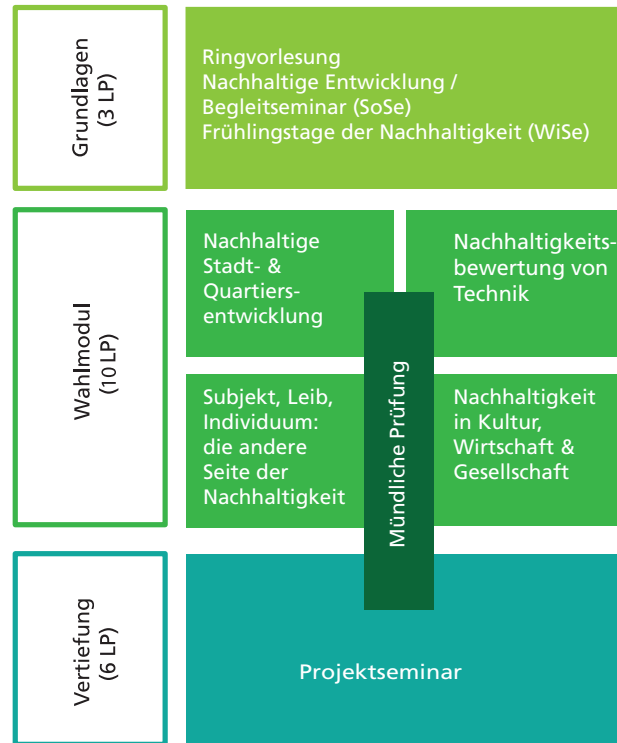 Grundlagen
(3 LP)
Ringvorlesung
Nachhaltige Entwicklung /
Begleitseminar (SoSe)
Frühlingstage der Nachhaltigkeit (WiSe)
Wahlmodul
(10 LP)
Nachhaltige
Stadt- &
Quartiers-
entwicklung
Nachhaltigkeits-
bewertung von
Technik
Subjekt, Leib,
Individuum:
die andere
Seite der
Nachhaltigkeit
Nachhaltigkeit
in Kultur,
Wirtschaft &
Gesellschaft
Mündliche Prüfung
Vertiefung
(6 LP)
Projektseminar